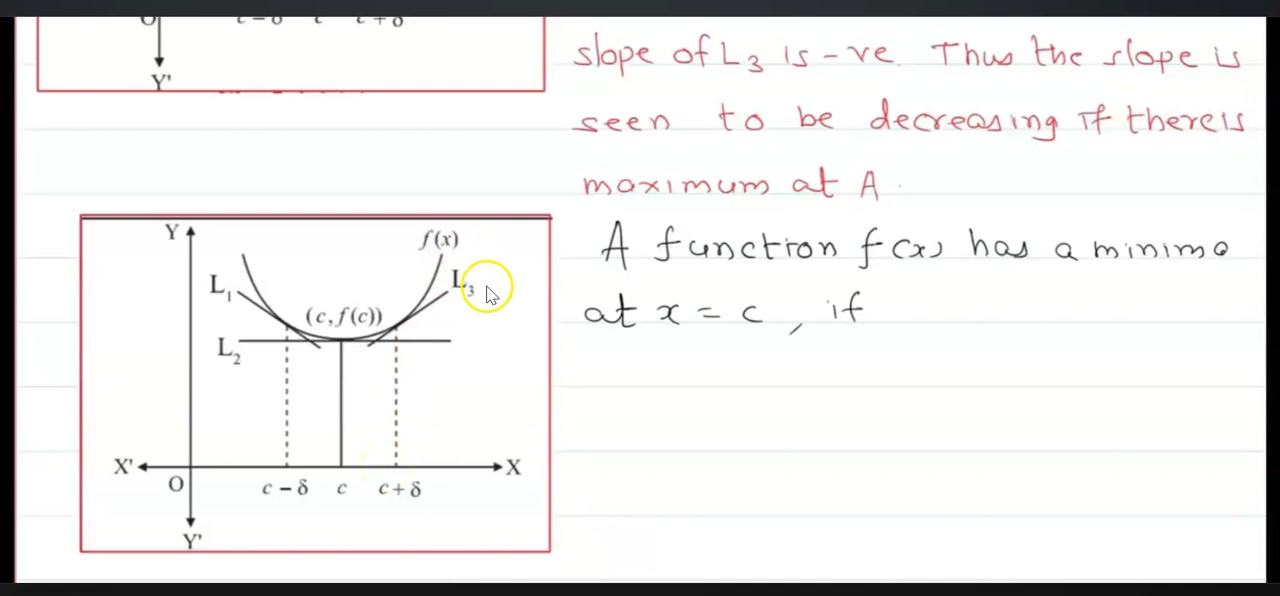 O c − δ c c + δ
Y'
slope of L3 is -ve. Thus the slope is
seen to be decreasing if there is
maximum at A.
A function f(x) has a minima
at x = c, if
Y
f(x)
L1
L3
(c, f(c))
L2
X' X
O c − δ c c + δ
Y'